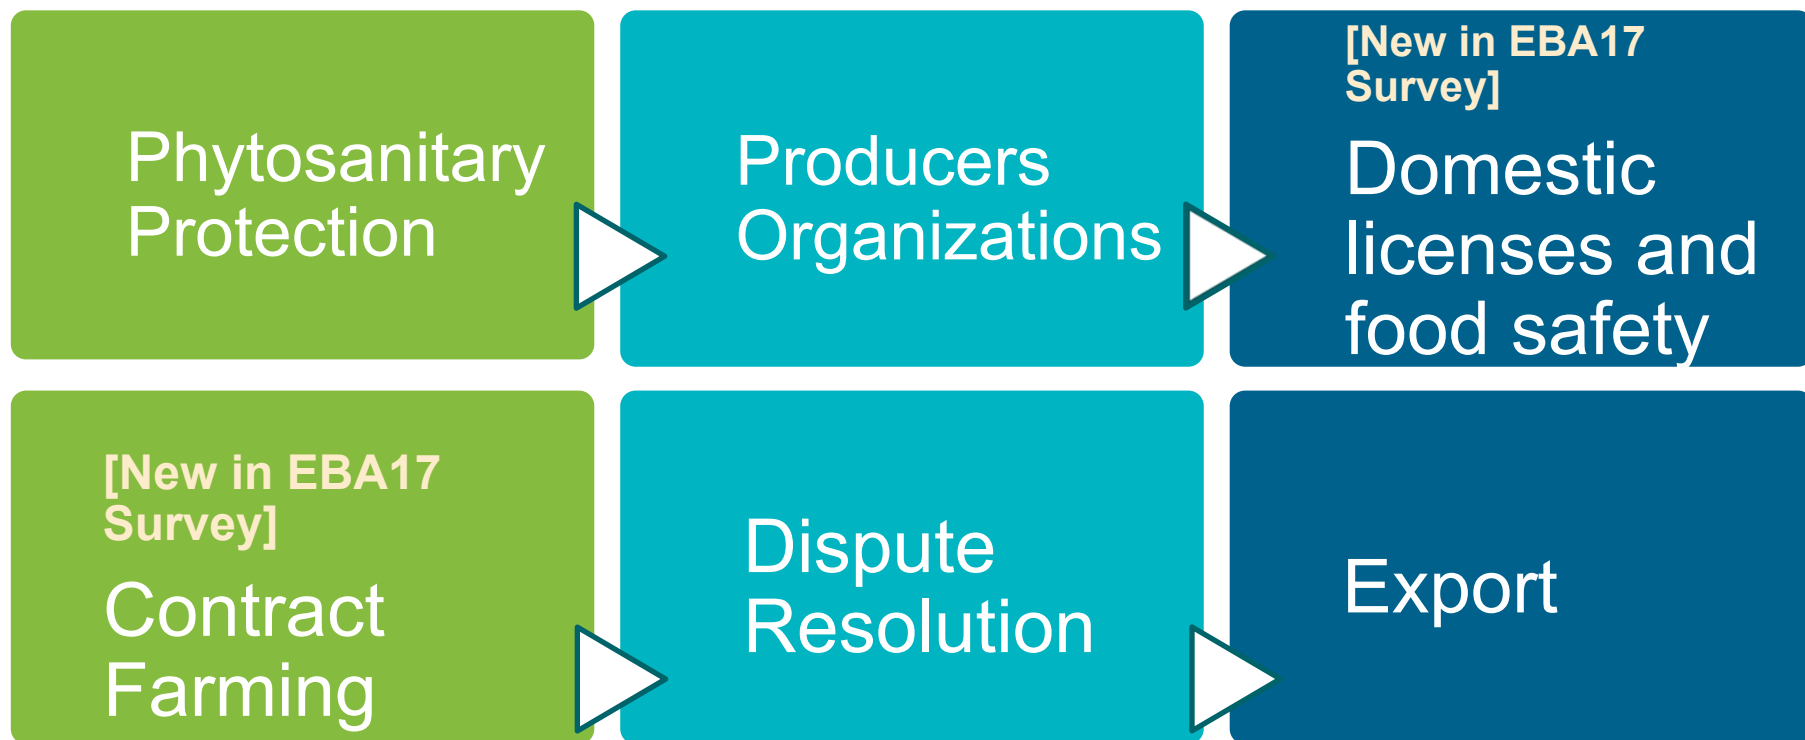 Phytosanitary
Protection
Producers
Organizations
[New in EBA17
Survey]
Domestic
licenses and
food safety
[New in EBA17
Survey]
Contract
Farming
Dispute
Resolution
Export